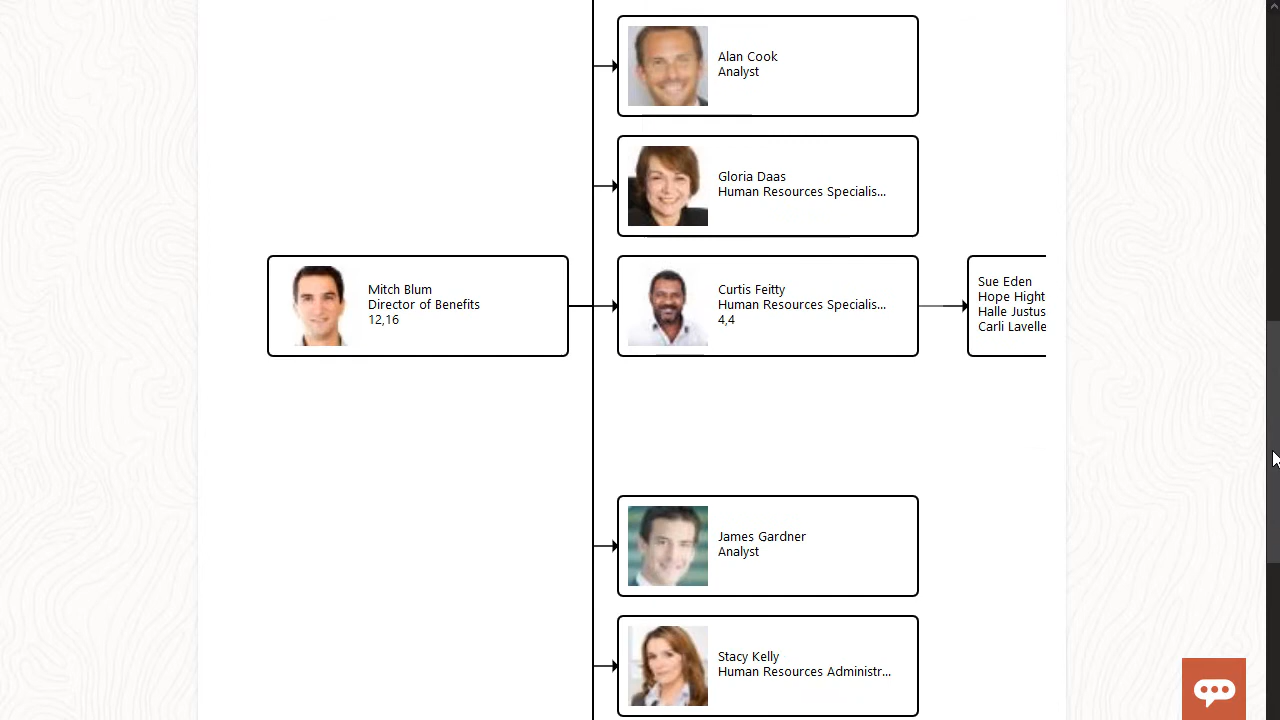 Alan Cook
Analyst
Gloria Daas
Human Resources Specialis...
Mitch Blum
Director of Benefits
12,16
Curtis Feitty
Human Resources Specialis...
4,4
Sue Eden
Hope Hight
Halle Justus
Carli Lavelle
James Gardner
Analyst
Stacy Kelly
Human Resources Administr...